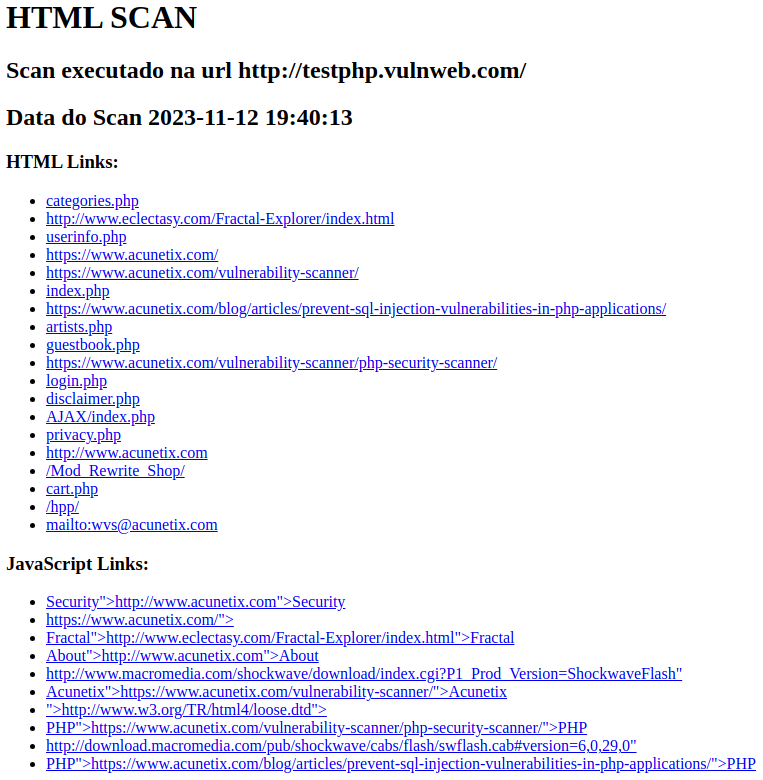 HTML SCAN
Scan executado na url http://testphp.vulnweb.com/
Data do Scan 2023-11-12 19:40:13
HTML Links:
categories.php
http://www.eclectasy.com/Fractal-Explorer/index.html
userinfo.php
https://www.acunetix.com/
https://www.acunetix.com/vulnerability-scanner/
index.php
https://www.acunetix.com/blog/articles/prevent-sql-injection-vulnerabilities-in-php-applications/
artists.php
guestbook.php
https://www.acunetix.com/vulnerability-scanner/php-security-scanner/
login.php
disclaimer.php
AJAX/index.php
privacy.php
http://www.acunetix.com
/Mod_Rewrite_Shop/
cart.php
/hpp/
mailto:wvs@acunetix.com
JavaScript Links:
Security">http://www.acunetix.com">Security
https://www.acunetix.com/">
Fractal">http://www.eclectasy.com/Fractal-Explorer/index.html">Fractal
About">http://www.acunetix.com">About
http://www.macromedia.com/shockwave/download/index.cgi?P1_Prod_Version=ShockwaveFlash"
Acunetix">https://www.acunetix.com/vulnerability-scanner/">Acunetix
">http://www.w3.org/TR/html4/loose.dtd">
PHP">https://www.acunetix.com/vulnerability-scanner/php-security-scanner/">PHP
http://download.macromedia.com/pub/shockwave/cabs/flash/swflash.cab#version=6,0,29,0"
PHP">https://www.acunetix.com/blog/articles/prevent-sql-injection-vulnerabilities-in-php-applications/">PHP